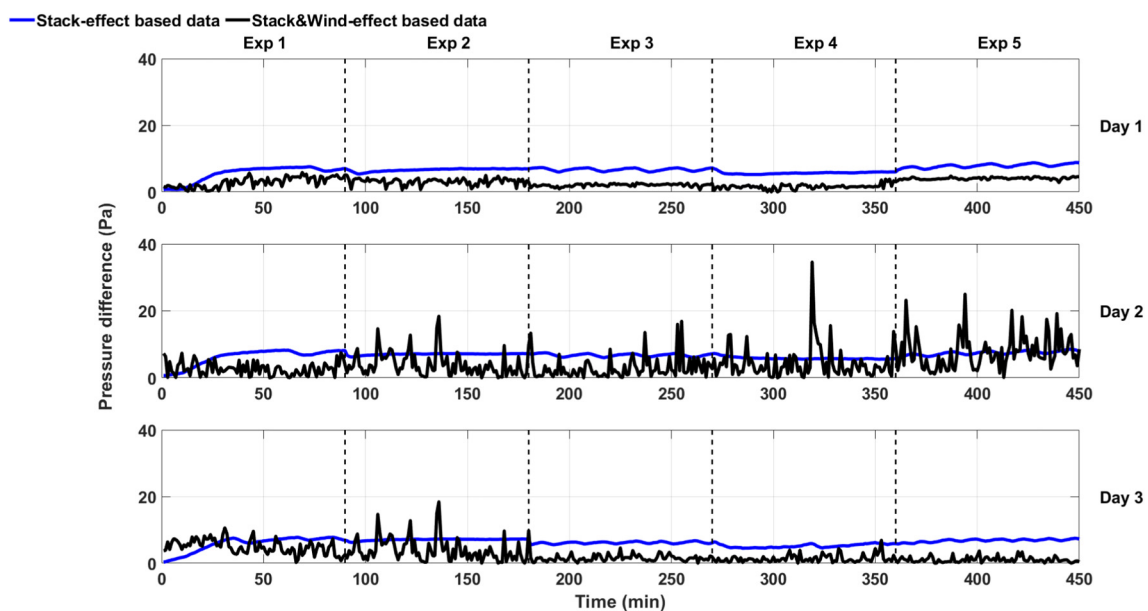 Stack-effect based data Stack&Wind-effect based data
Exp 1 Exp 2 Exp 3 Exp 4 Exp 5
40
20
0
0 50 100 150 200 250 300 350 400 450
Day 1
Pressure difference (Pa)
40
20
0
0 50 100 150 200 250 300 350 400 450
Day 2
40
20
0
0 50 100 150 200 250 300 350 400 450
Day 3
Time (min)